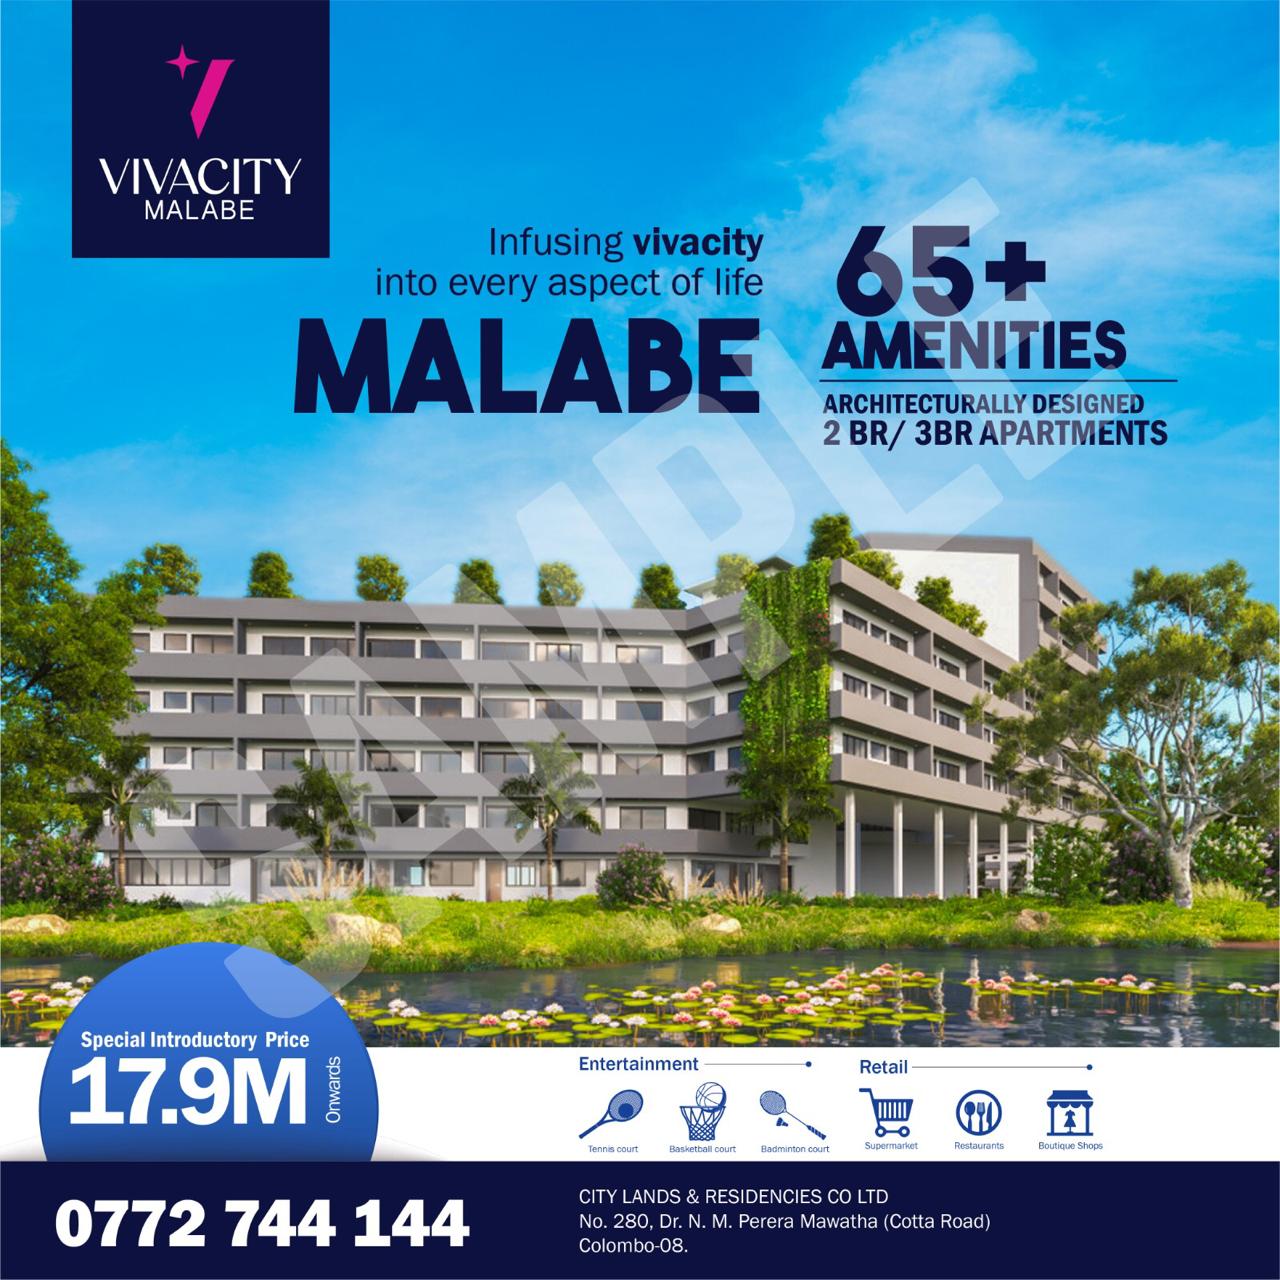 VIVACITY
MALABE
Infusing vivacity
into every aspect of life
MALABE
65+
AMENITIES
ARCHITECTURALLY DESIGNED
2 BR/ 3BR APARTMENTS
SAMPLE
Special Introductory Price
17.9M
Onwards
Entertainment
Tennis court
Basketball court
Badminton court
Retail
Supermarket
Restaurants
Boutique Shops
0772 744 144
CITY LANDS & RESIDENCIES CO LTD
No. 280, Dr. N. M. Perera Mawatha (Cotta Road)
Colombo-08.